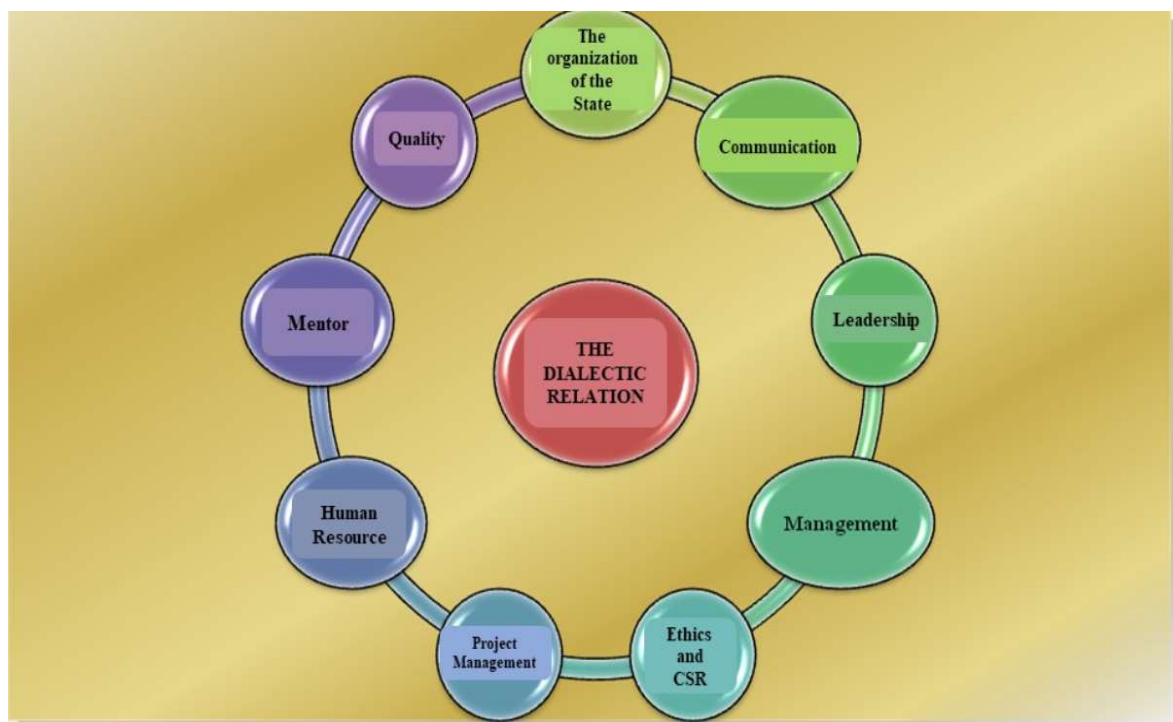 The
organization
of the
State
Quality
Communication
Mentor
Leadership
THE
DIALECTIC
RELATION
Human
Resource
Management
Project
Management
Ethics
and
CSR